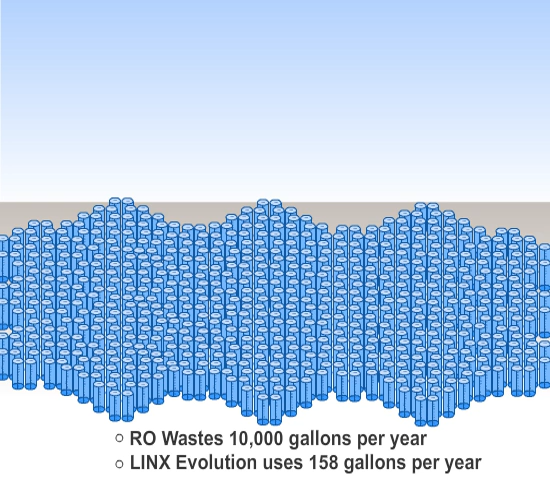 RO Wastes 10,000 gallons per year
LINX Evolution uses 158 gallons per year